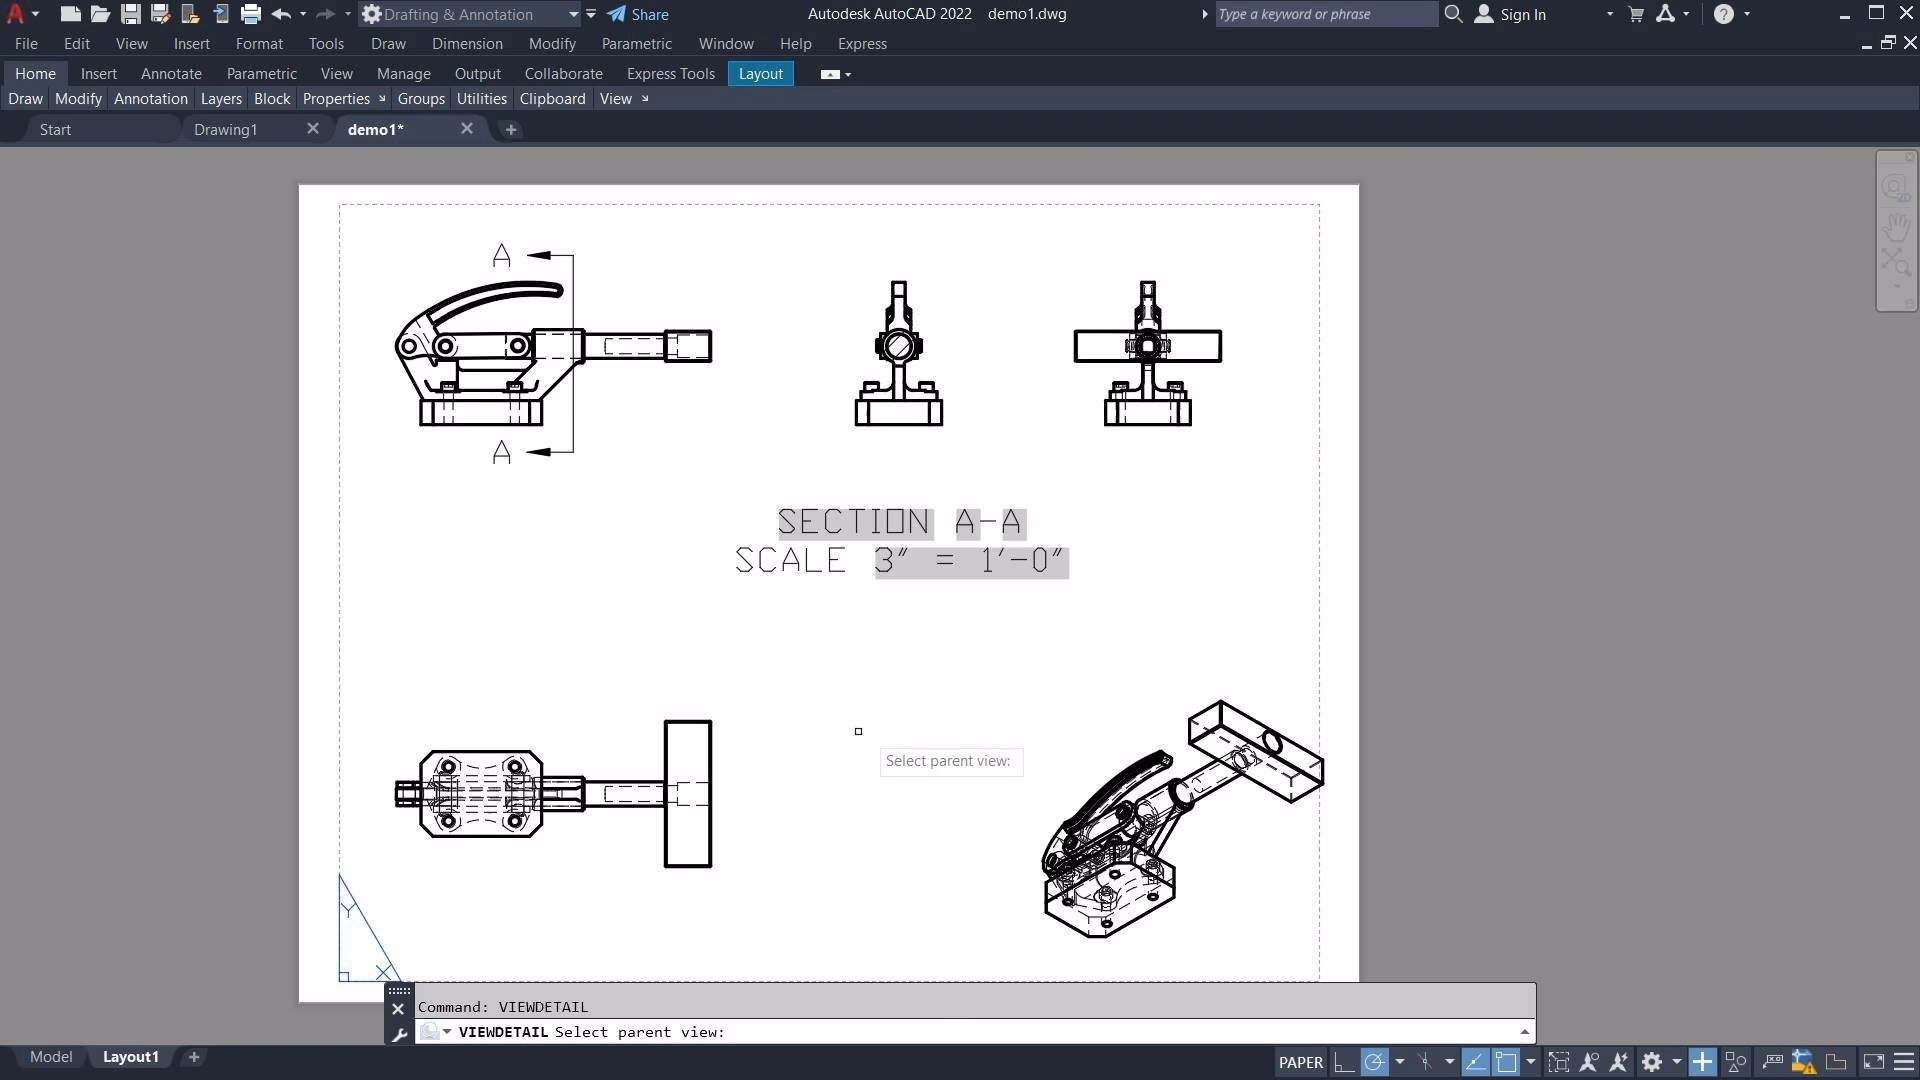 Drafting & Annotation
Share
Autodesk AutoCAD 2022 demo1.dwg
Type a keyword or phrase
Sign In
File Edit View Insert Format Tools Draw Dimension Modify Parametric Window Help Express
Home Insert Annotate Parametric View Manage Output Collaborate Express Tools Layout
Draw Modify Annotation Layers Block Properties Groups Utilities Clipboard View
Start Drawing1 demo1*
A
A
SECTION A-A
SCALE 3" = 1'-0"
Select parent view:
Y
X
Command: VIEWDETAIL
VIEWDETAIL Select parent view:
Model Layout1
PAPER